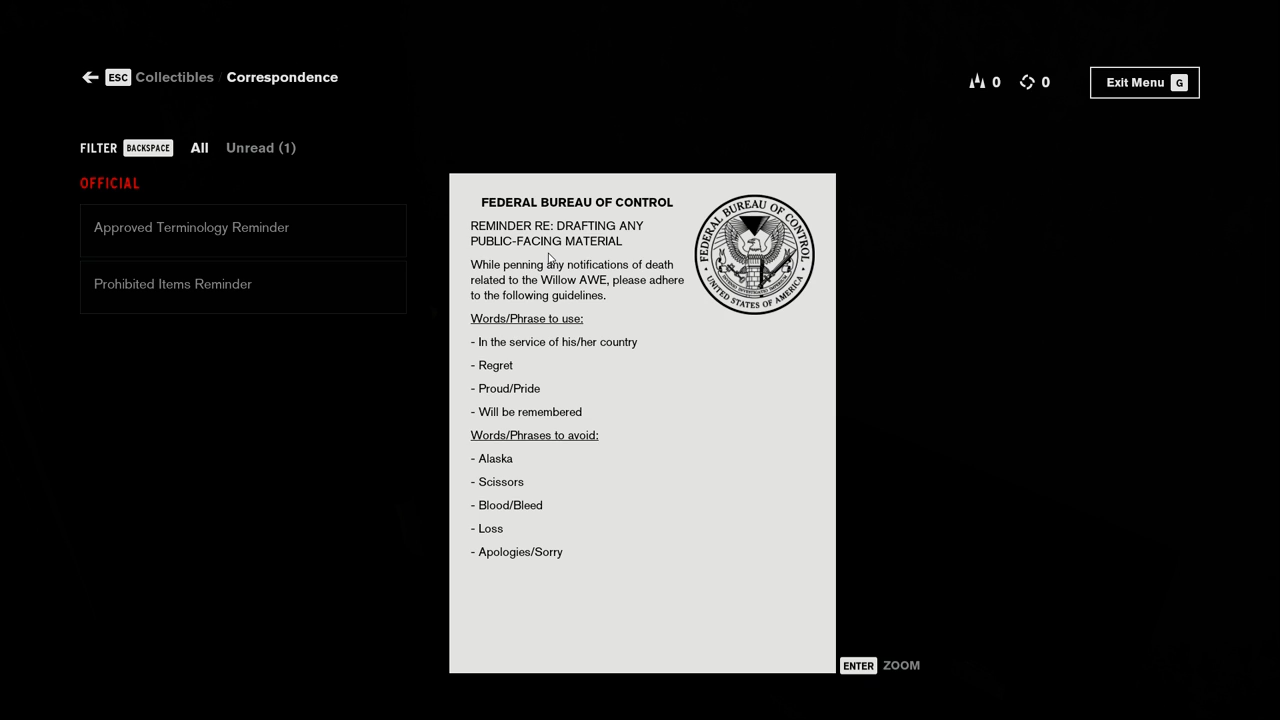 ESC Collectibles / Correspondence
0 0 Exit Menu G
FILTER BACKSPACE All Unread (1)
OFFICIAL
Approved Terminology Reminder
Prohibited Items Reminder
FEDERAL BUREAU OF CONTROL
REMINDER RE: DRAFTING ANY
PUBLIC-FACING MATERIAL
While penning any notifications of death
related to the Willow AWE, please adhere
to the following guidelines.
Words/Phrase to use:
- In the service of his/her country
- Regret
- Proud/Pride
- Will be remembered
Words/Phrases to avoid:
- Alaska
- Scissors
- Blood/Bleed
- Loss
- Apologies/Sorry
FEDERAL BUREAU OF CONTROL
UNITED STATES OF AMERICA
ENTER ZOOM